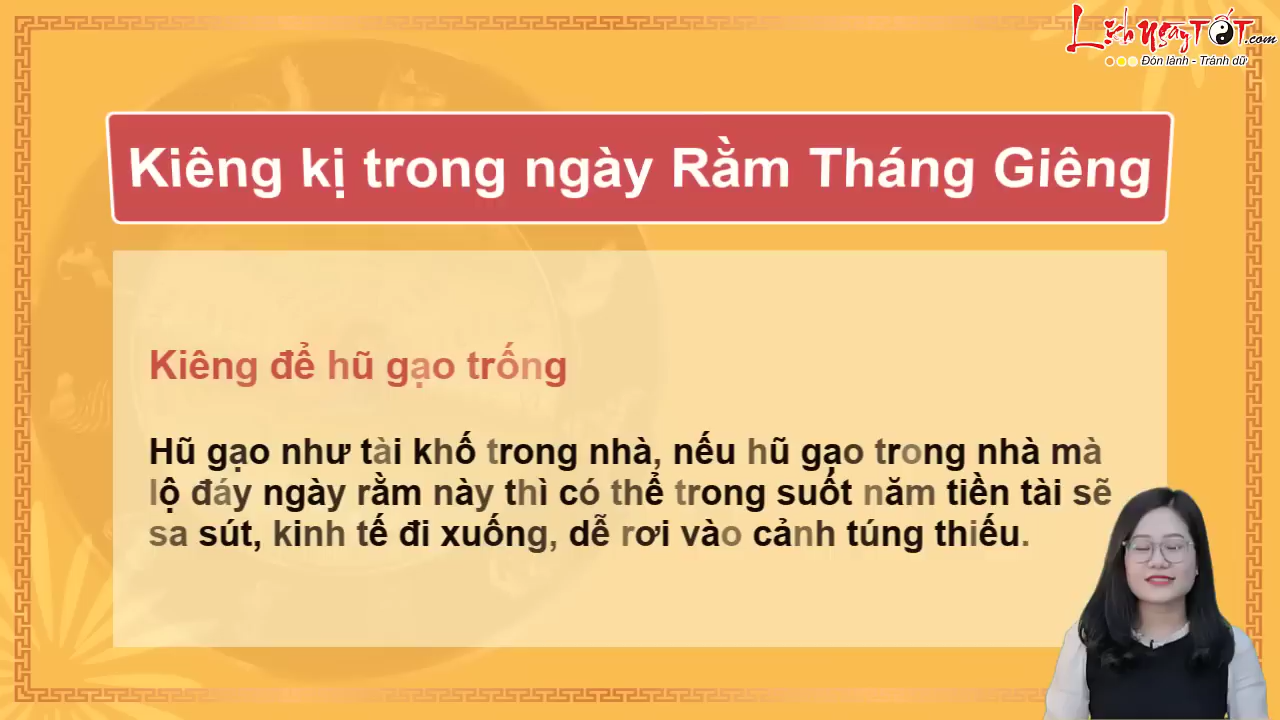 LịchNgàyTỐT.com
Đón lành - Tránh dữ
Kiêng kị trong ngày Rằm Tháng Giêng
Kiêng để hũ gạo trống
Hũ gạo như tài khố trong nhà, nếu hũ gạo trong nhà mà
lộ đáy ngày rằm này thì có thể trong suốt năm tiền tài sẽ
sa sút, kinh tế đi xuống, dễ rơi vào cảnh túng thiếu.